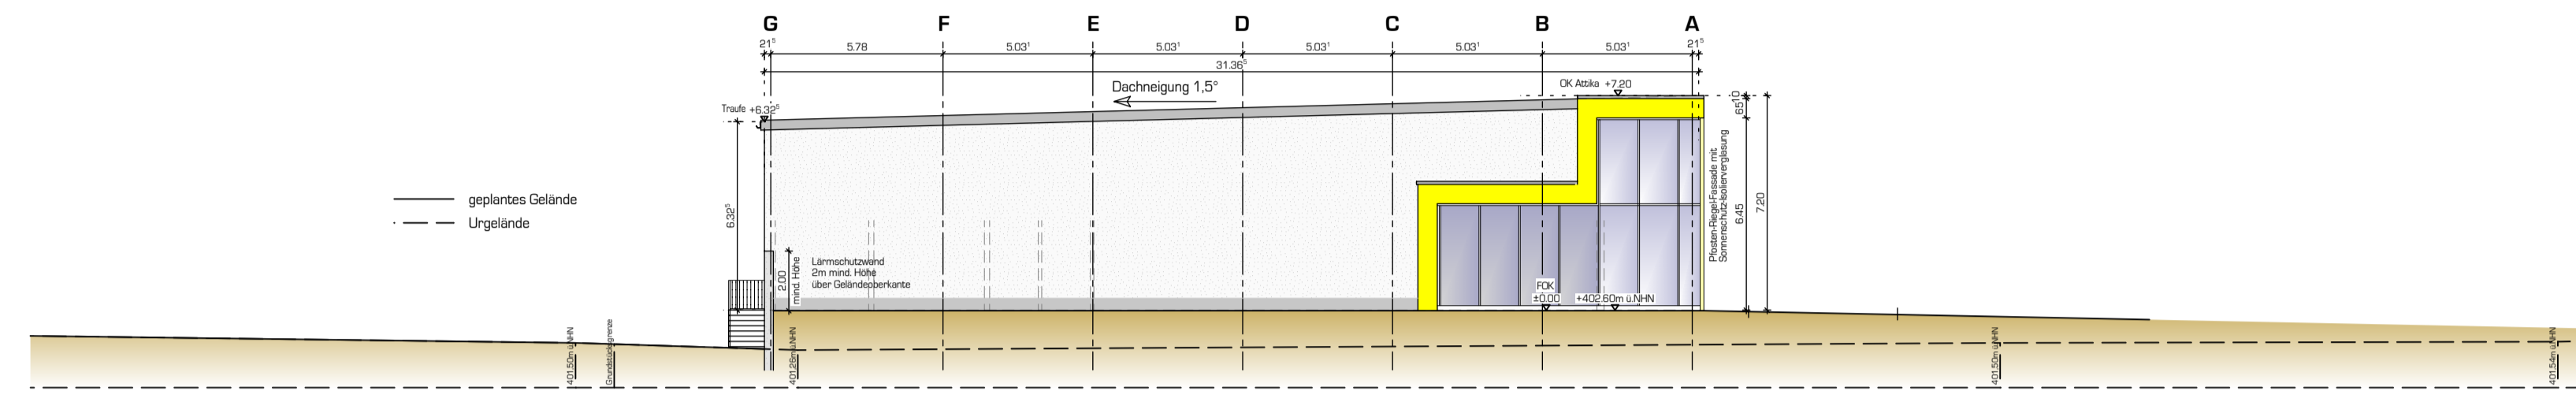 G F E D C B A
21⁵ 5.78 5.03¹ 5.03¹ 5.03¹ 5.03¹ 5.03¹ 21⁵
31.36⁵
Dachneigung 1,5°
OK Attika +7.20
Traufe +6.32⁵
10
65
Pfosten-Riegel-Fassade mit
Sonnenschutz-Isolierverglasung
6.45
7.20
geplantes Gelände
Urgelände
6.32⁵
2.00
mind. Höhe
Lärmschutzwand
2m mind. Höhe
über Geländeoberkante
FOK
±0.00 +402.60m ü.NHN
401.50m ü.NHN
Grundstücksgrenze
401.26m ü.NHN
401.50m ü.NHN
401.54m ü.NHN